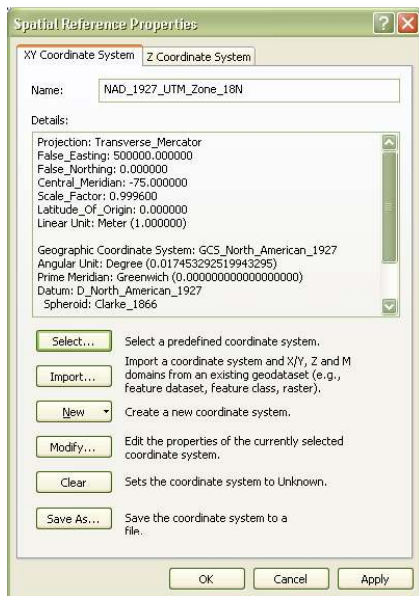 Spatial Reference Properties
XY Coordinate System
Z Coordinate System
Name:
NAD_1927_UTM_Zone_18N
Details:
Projection: Transverse_Mercator
False_Easting: 500000.000000
False_Northing: 0.000000
Central_Meridian: -75.000000
Scale_Factor: 0.999600
Latitude_Of_Origin: 0.000000
Linear Unit: Meter (1.000000)
Geographic Coordinate System: GCS_North_American_1927
Angular Unit: Degree (0.017453292519943295)
Prime Meridian: Greenwich (0.000000000000000000)
Datum: D_North_American_1927
Spheroid: Clarke_1866
Select...
Select a predefined coordinate system.
Import...
Import a coordinate system and X/Y, Z and M
domains from an existing geodataset (e.g.,
feature dataset, feature class, raster).
New
Create a new coordinate system.
Modify...
Edit the properties of the currently selected
coordinate system.
Clear
Sets the coordinate system to Unknown.
Save As...
Save the coordinate system to a
file.
OK
Cancel
Apply